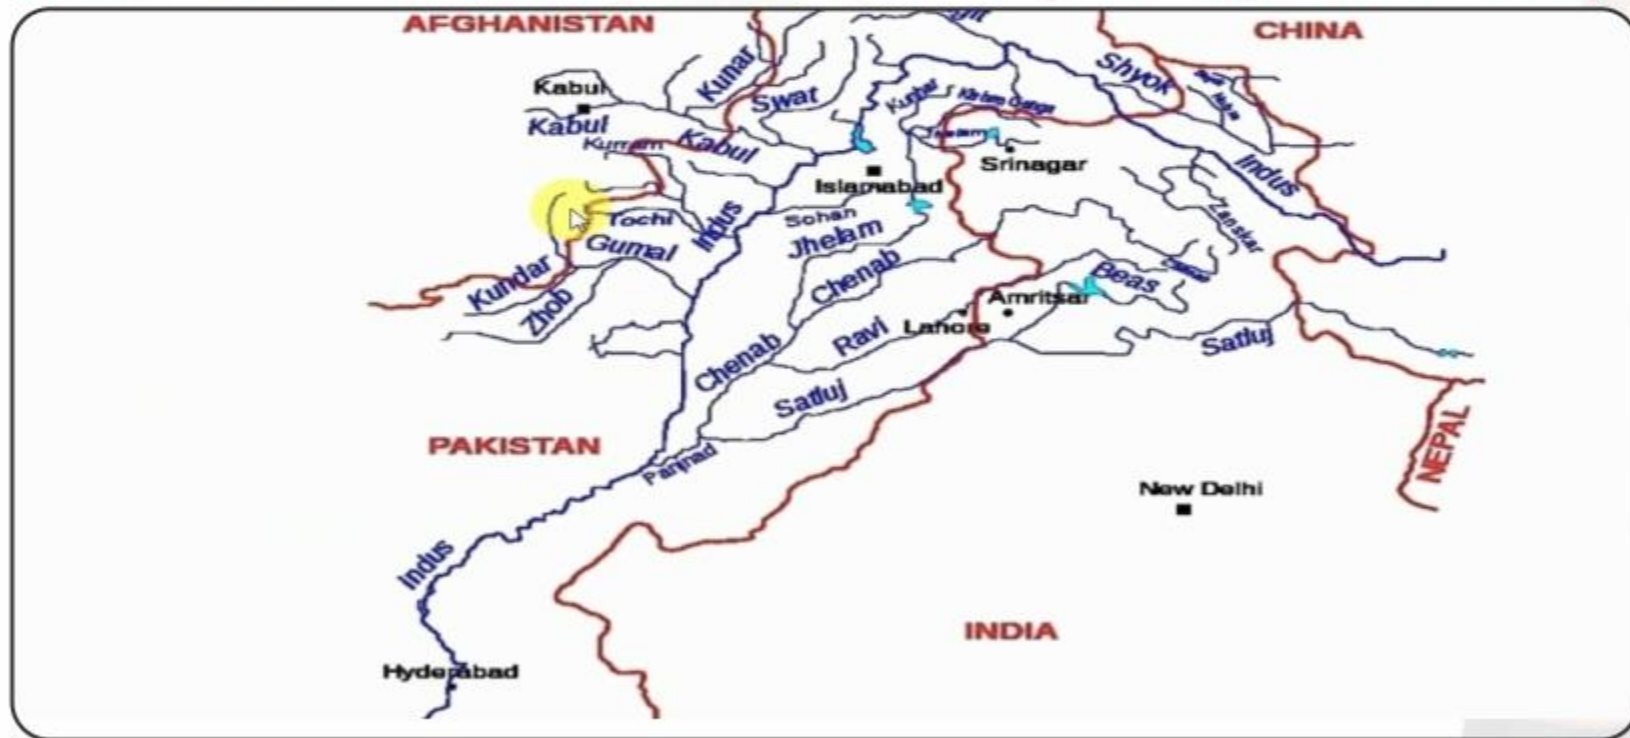 AFGHANISTAN
CHINA
Kabul
Kunar
Swat
Shyok
Kabul
Kurram
Kabul
Jhelam
Srinagar
Indus
Islamabad
Zanskar
Tochi
Indus
Sohan
Jhelam
Gumal
Kundar
Zhob
Chenab
Beas
Amritsar
Lahore
Ravi
Satluj
Chenab
Satluj
PAKISTAN
Panjnad
NEPAL
New Delhi
Indus
INDIA
Hyderabad